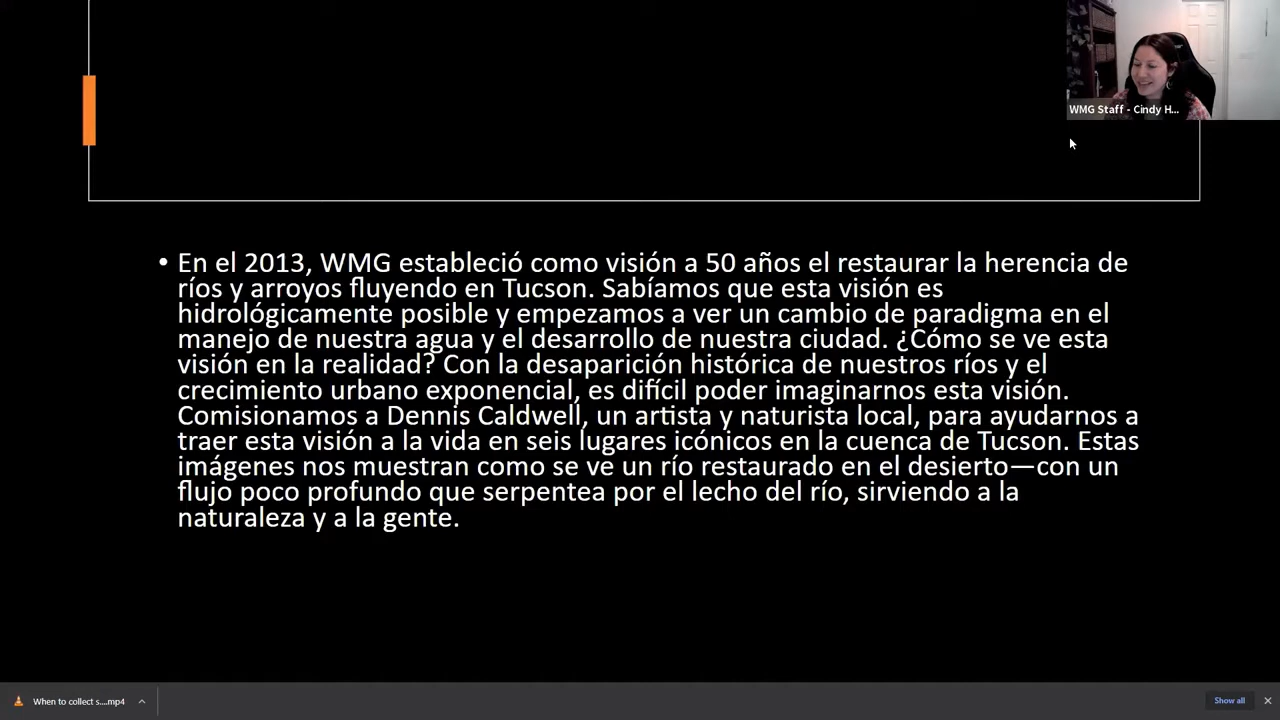 WMG Staff - Cindy H...
• En el 2013, WMG estableció como visión a 50 años el restaurar la herencia de
ríos y arroyos fluyendo en Tucson. Sabíamos que esta visión es
hidrológicamente posible y empezamos a ver un cambio de paradigma en el
manejo de nuestra agua y el desarrollo de nuestra ciudad. ¿Cómo se ve esta
visión en la realidad? Con la desaparición histórica de nuestros ríos y el
crecimiento urbano exponencial, es difícil poder imaginarnos esta visión.
Comisionamos a Dennis Caldwell, un artista y naturista local, para ayudarnos a
traer esta visión a la vida en seis lugares icónicos en la cuenca de Tucson. Estas
imágenes nos muestran como se ve un río restaurado en el desierto—con un
flujo poco profundo que serpentea por el lecho del río, sirviendo a la
naturaleza y a la gente.
When to collect s....mp4
Show all